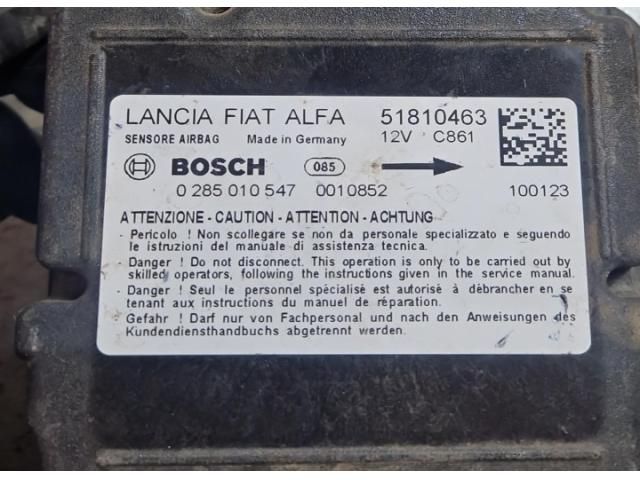 LANCIA FIAT ALFA 51810463
SENSORE AIRBAG Made in Germany 12V C861
BOSCH 085
0 285 010 547 0010852 100123
ATTENZIONE - CAUTION - ATTENTION - ACHTUNG
- Pericolo ! Non scollegare se non da personale specializzato e seguendo
le istruzioni del manuale di assistenza tecnica.
- Danger ! Do not disconnect. This operation is only to be carried out by
skilled operators, following the instructions given in the service manual.
- Danger ! Seul le personnel spécialisé est autorisé à débrancher en se
tenant aux instructions du manuel de réparation.
Gefahr ! Darf nur von Fachpersonal und nach den Anweisungen des
Kundendiensthandbuchs abgetrennt werden.